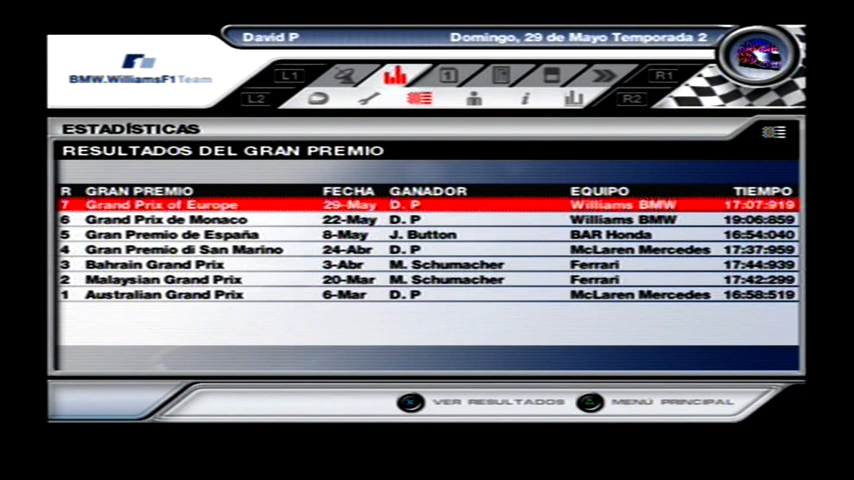 David P Domingo, 29 de Mayo Temporada 2
BMW.WilliamsF1Team
L1 1 R1
L2 i R2
ESTADÍSTICAS
RESULTADOS DEL GRAN PREMIO
R GRAN PREMIO FECHA GANADOR EQUIPO TIEMPO
7 Grand Prix of Europe 29-May D. P Williams BMW 17:07:919
6 Grand Prix de Monaco 22-May D. P Williams BMW 19:06:859
5 Gran Premio de España 8-May J. Button BAR Honda 16:54:040
4 Gran Premio di San Marino 24-Abr D. P McLaren Mercedes 17:37:959
3 Bahrain Grand Prix 3-Abr M. Schumacher Ferrari 17:44:939
2 Malaysian Grand Prix 20-Mar M. Schumacher Ferrari 17:42:299
1 Australian Grand Prix 6-Mar D. P McLaren Mercedes 16:58:519
VER RESULTADOS MENÚ PRINCIPAL